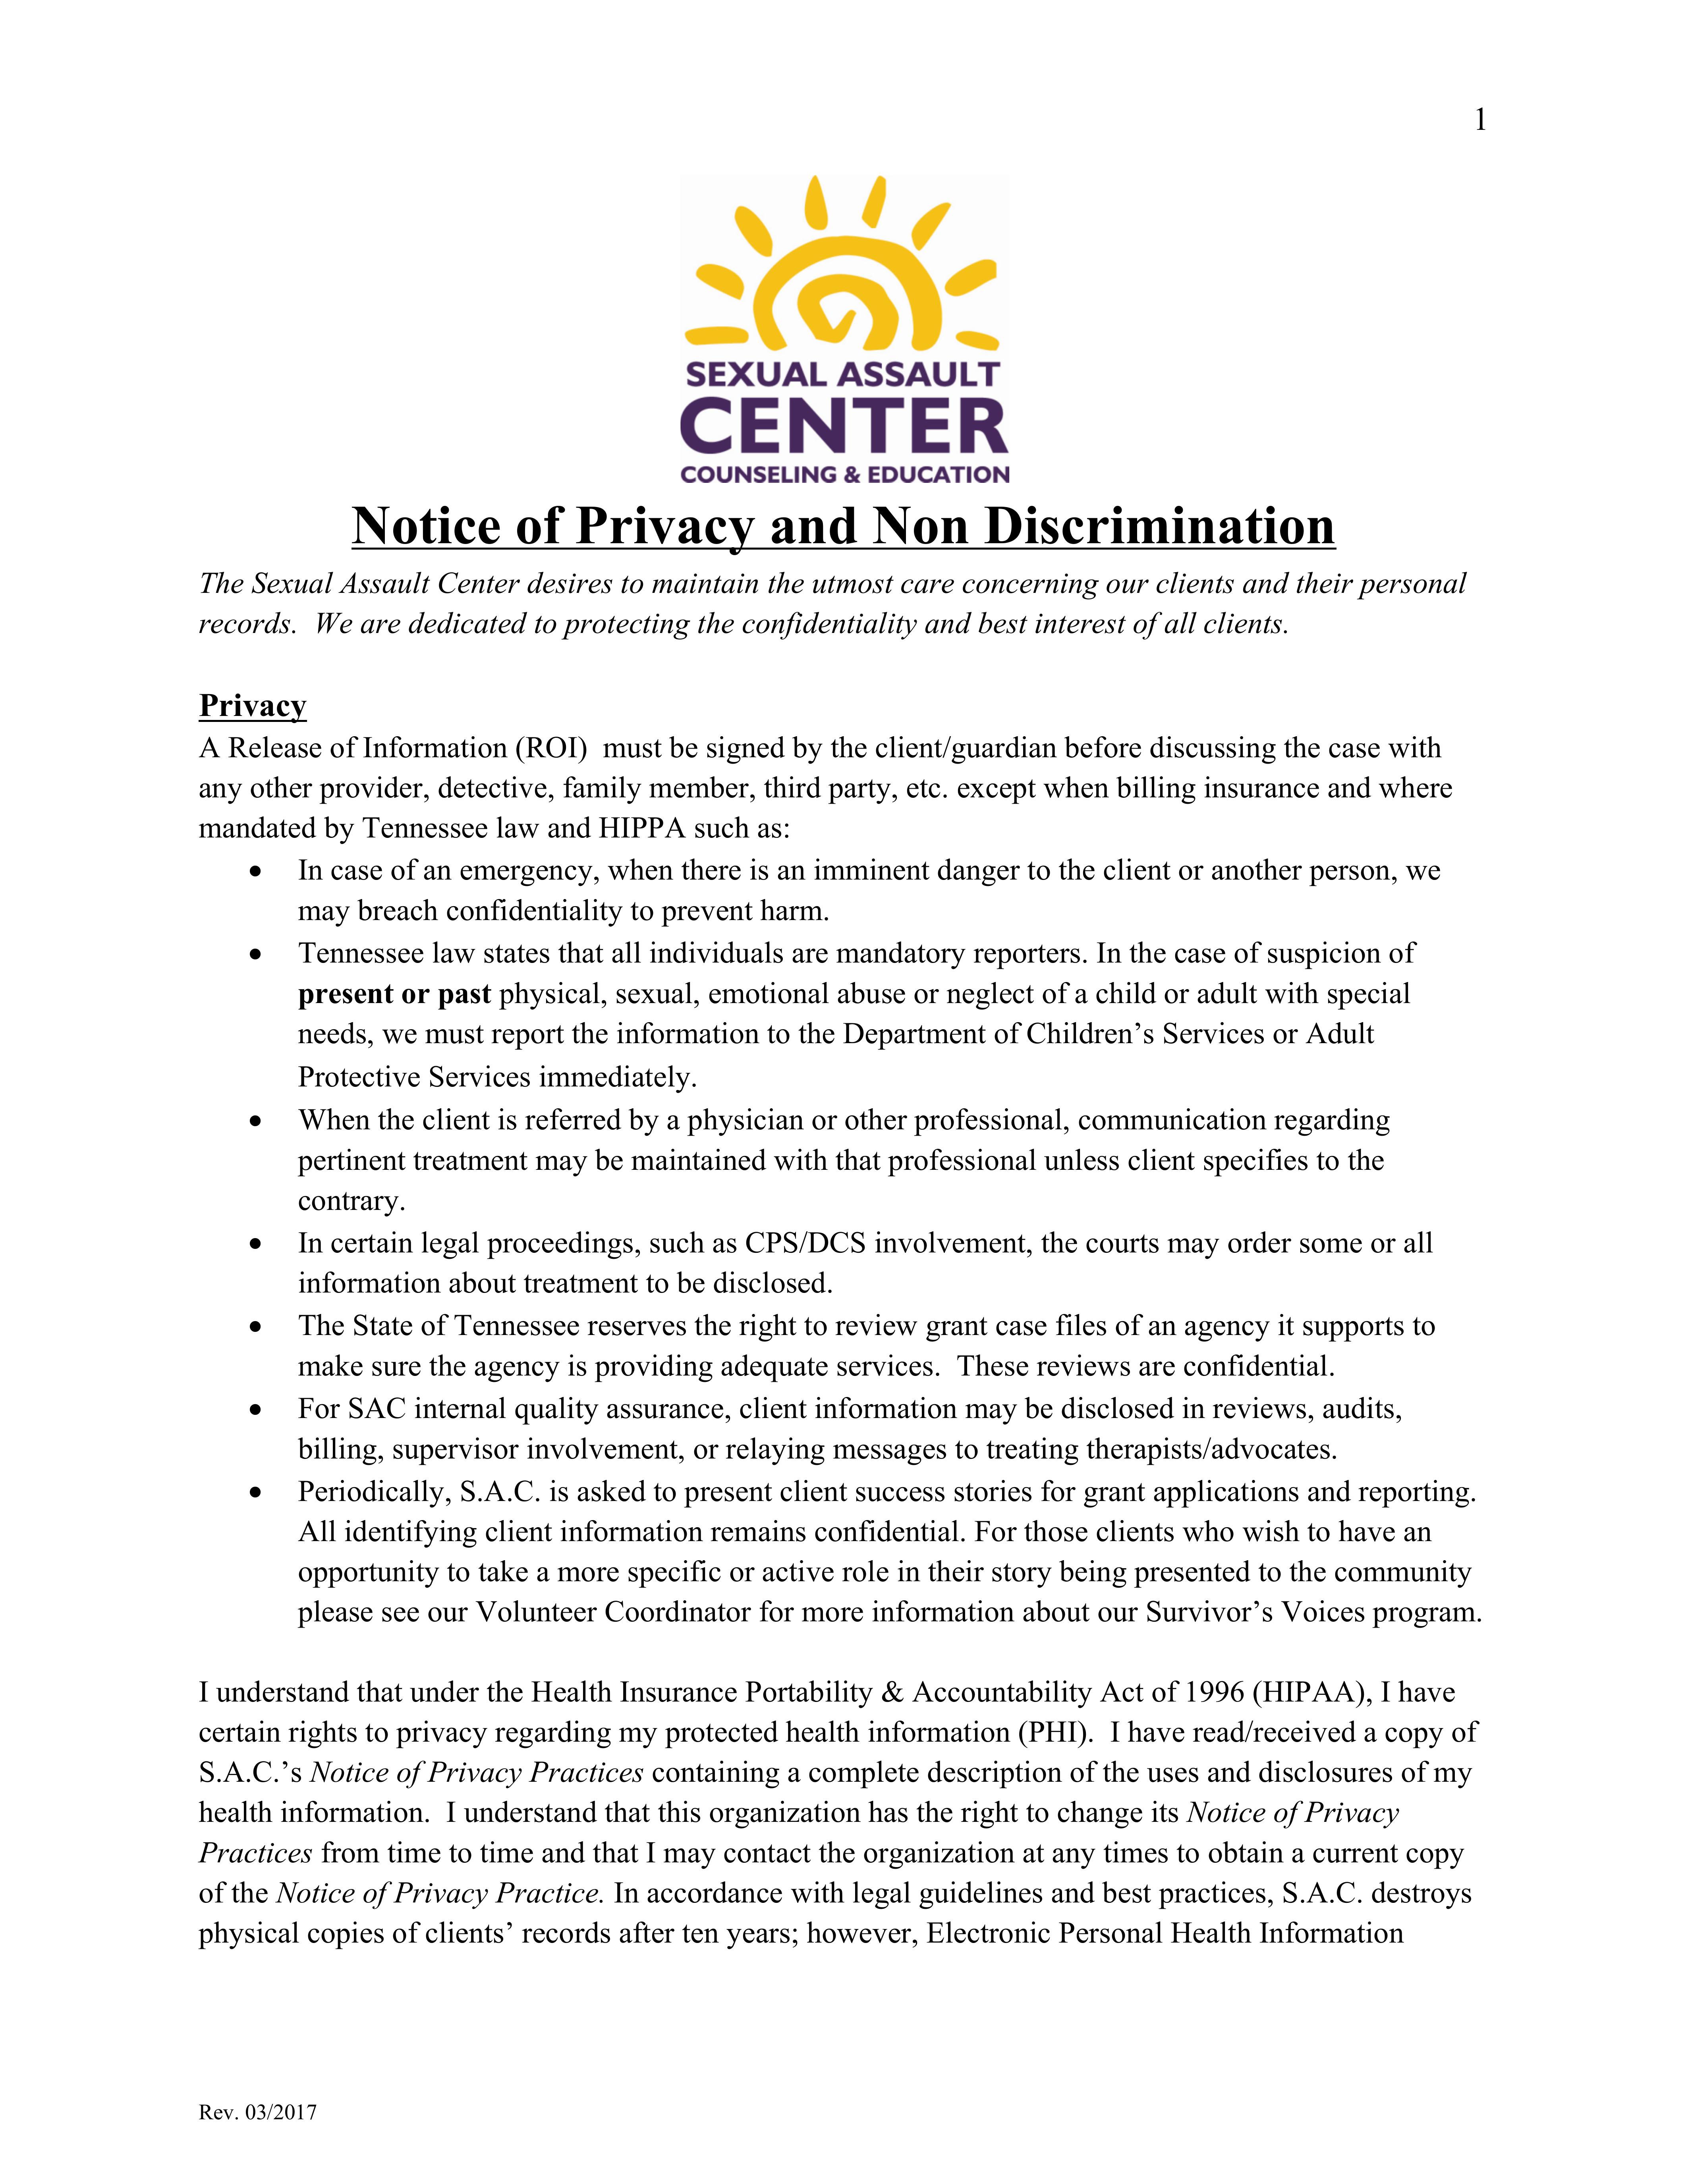 1
SEXUAL ASSAULT
CENTER
COUNSELING & EDUCATION
Notice of Privacy and Non Discrimination
The Sexual Assault Center desires to maintain the utmost care concerning our clients and their personal
records.  We are dedicated to protecting the confidentiality and best interest of all clients.
Privacy
A Release of Information (ROI)  must be signed by the client/guardian before discussing the case with
any other provider, detective, family member, third party, etc. except when billing insurance and where
mandated by Tennessee law and HIPPA such as:
• In case of an emergency, when there is an imminent danger to the client or another person, we
may breach confidentiality to prevent harm.
• Tennessee law states that all individuals are mandatory reporters. In the case of suspicion of
present or past physical, sexual, emotional abuse or neglect of a child or adult with special
needs, we must report the information to the Department of Children’s Services or Adult
Protective Services immediately.
• When the client is referred by a physician or other professional, communication regarding
pertinent treatment may be maintained with that professional unless client specifies to the
contrary.
• In certain legal proceedings, such as CPS/DCS involvement, the courts may order some or all
information about treatment to be disclosed.
• The State of Tennessee reserves the right to review grant case files of an agency it supports to
make sure the agency is providing adequate services.  These reviews are confidential.
• For SAC internal quality assurance, client information may be disclosed in reviews, audits,
billing, supervisor involvement, or relaying messages to treating therapists/advocates.
• Periodically, S.A.C. is asked to present client success stories for grant applications and reporting.
All identifying client information remains confidential. For those clients who wish to have an
opportunity to take a more specific or active role in their story being presented to the community
please see our Volunteer Coordinator for more information about our Survivor’s Voices program.
I understand that under the Health Insurance Portability & Accountability Act of 1996 (HIPAA), I have
certain rights to privacy regarding my protected health information (PHI).  I have read/received a copy of
S.A.C.’s Notice of Privacy Practices containing a complete description of the uses and disclosures of my
health information.  I understand that this organization has the right to change its Notice of Privacy
Practices from time to time and that I may contact the organization at any times to obtain a current copy
of the Notice of Privacy Practice. In accordance with legal guidelines and best practices, S.A.C. destroys
physical copies of clients’ records after ten years; however, Electronic Personal Health Information
Rev. 03/2017